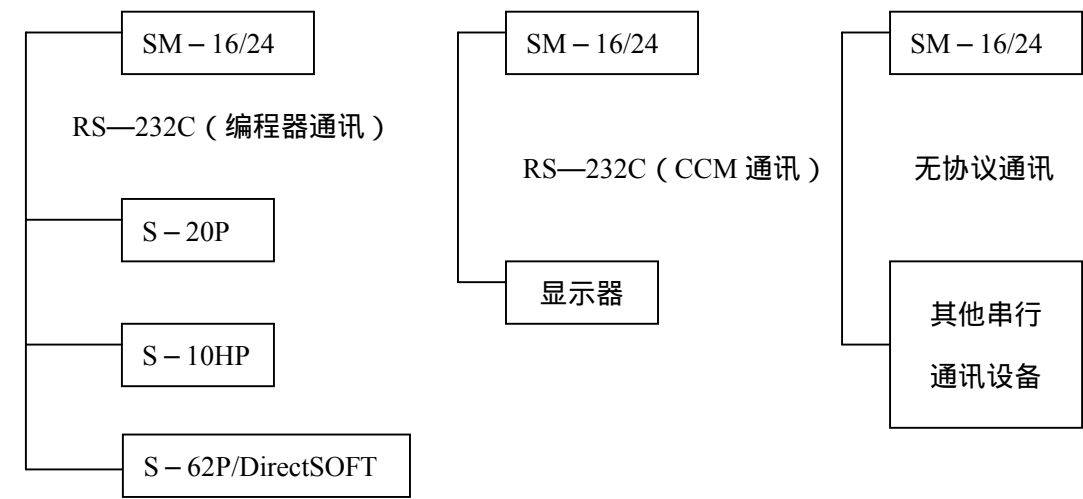 SM－16/24
RS—232C（编程器通讯）
S－20P
S－10HP
S－62P/DirectSOFT
SM－16/24
RS—232C（CCM 通讯）
显示器
SM－16/24
无协议通讯
其他串行
通讯设备